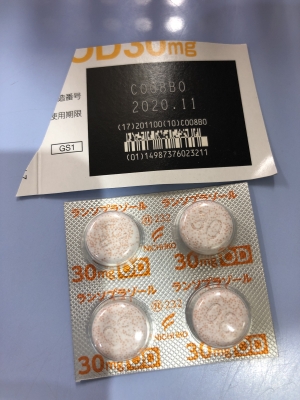 OD30mg
造番号
使用期限
C008B0
2020.11
(17)201100(10)C008B0
GS1
(01)14987376023211
ランソプラゾール ランソプラゾール
232
NICHIIKO
30mg OD 30mg OD
ランソプラゾール ランソプラゾール
232
NICHIIKO
30mg OD 30mg OD